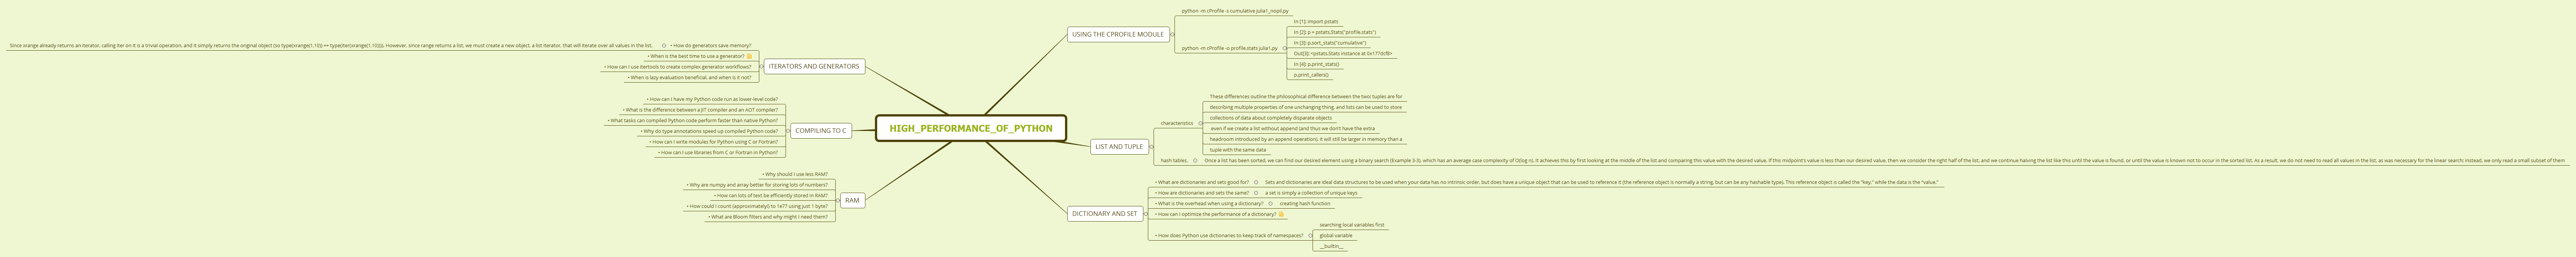 HIGH_PERFORMANCE_OF_PYTHON
USING THE CPROFILE MODULE
python -m cProfile -s cumulative julia1_nopil.py
python -m cProfile -o profile.stats julia1.py
In [1]: import pstats
In [2]: p = pstats.Stats("profile.stats")
In [3]: p.sort_stats("cumulative")
Out[3]: <pstats.Stats instance at 0x177dcf8>
In [4]: p.print_stats()
p.print_callers()
LIST AND TUPLE
characteristics
These differences outline the philosophical difference between the two: tuples are for
describing multiple properties of one unchanging thing, and lists can be used to store
collections of data about completely disparate objects
even if we create a list without append (and thus we don't have the extra
headroom introduced by an append operation), it will still be larger in memory than a
tuple with the same data
hash tables.
Once a list has been sorted, we can find our desired element using a binary search (Example 3-3), which has an average case complexity of O(log n). It achieves this by first looking at the middle of the list and comparing this value with the desired value. If this midpoint's value is less than our desired value, then we consider the right half of the list, and we continue halving the list like this until the value is found, or until the value is known not to occur in the sorted list. As a result, we do not need to read all values in the list, as was necessary for the linear search; instead, we only read a small subset of them
DICTIONARY AND SET
• What are dictionaries and sets good for?
Sets and dictionaries are ideal data structures to be used when your data has no intrinsic order, but does have a unique object that can be used to reference it (the reference object is normally a string, but can be any hashable type). This reference object is called the "key," while the data is the "value."
• How are dictionaries and sets the same?
a set is simply a collection of unique keys
• What is the overhead when using a dictionary?
creating hash function
• How can I optimize the performance of a dictionary?
• How does Python use dictionaries to keep track of namespaces?
searching local variables first
global variable
__builtin__
ITERATORS AND GENERATORS
• How do generators save memory?
Since xrange already returns an iterator, calling iter on it is a trivial operation, and it simply returns the original object (so type(xrange(1,10)) == type(iter(xrange(1,10)))). However, since range returns a list, we must create a new object, a list iterator, that will iterate over all values in the list.
• When is the best time to use a generator?
• How can I use itertools to create complex generator workflows?
• When is lazy evaluation beneficial, and when is it not?
COMPILING TO C
• How can I have my Python code run as lower-level code?
• What is the difference between a JIT compiler and an AOT compiler?
• What tasks can compiled Python code perform faster than native Python?
• Why do type annotations speed up compiled Python code?
• How can I write modules for Python using C or Fortran?
• How can I use libraries from C or Fortran in Python?
RAM
• Why should I use less RAM?
• Why are numpy and array better for storing lots of numbers?
• How can lots of text be efficiently stored in RAM?
• How could I count (approximately!) to 1e77 using just 1 byte?
• What are Bloom filters and why might I need them?